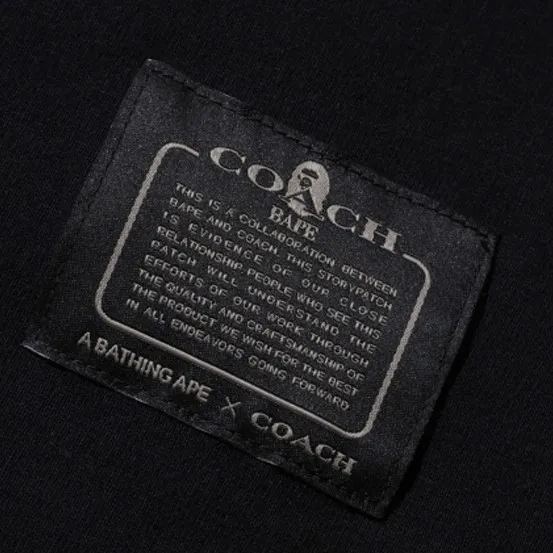 COACH
BAPE
THIS IS A COLLABORATION BETWEEN
BAPE AND COACH. THIS STORYPATCH
IS EVIDENCE OF OUR CLOSE
RELATIONSHIP PEOPLE WHO SEE THIS
PATCH WILL UNDERSTAND THE
EFFORTS OF OUR WORK THROUGH
THE QUALITY AND CRAFTSMANSHIP OF
THE PRODUCT WE WISH FOR THE BEST
IN ALL ENDEAVORS GOING FORWARD
A BATHING APE X COACH